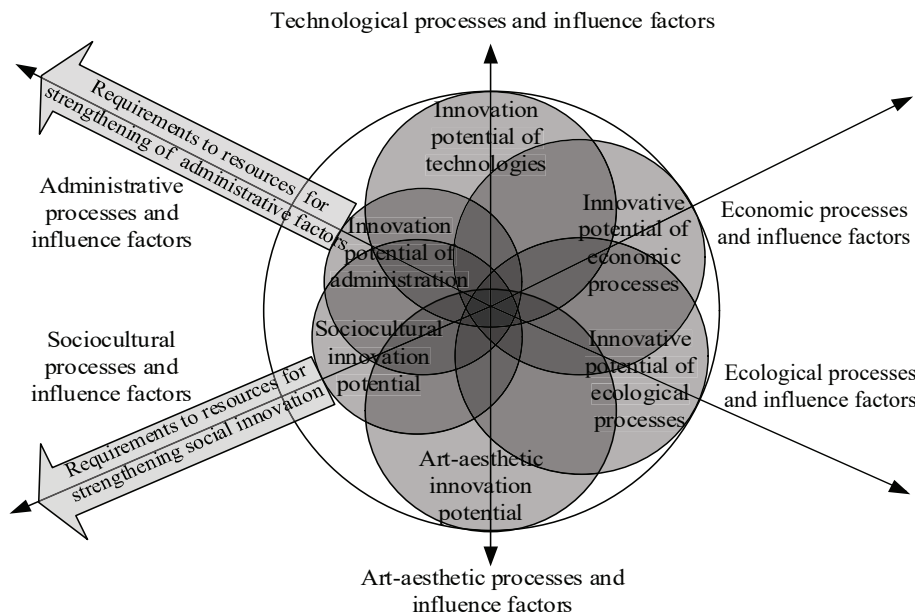 Technological processes and influence factors
Requirements to resources for
strengthening of administrative factors
Innovation
potential of
technologies
Administrative
processes and
influence factors
Innovative
potential of
economic
processes
Economic processes
and influence factors
Innovation
potential of
administration
Sociocultural
processes and
influence factors
Sociocultural
innovation
potential
Innovative
potential of
ecological
processes
Ecological processes
and influence factors
Requirements to resources for
strengthening social innovation
Art-aesthetic
innovation
potential
Art-aesthetic processes and
influence factors